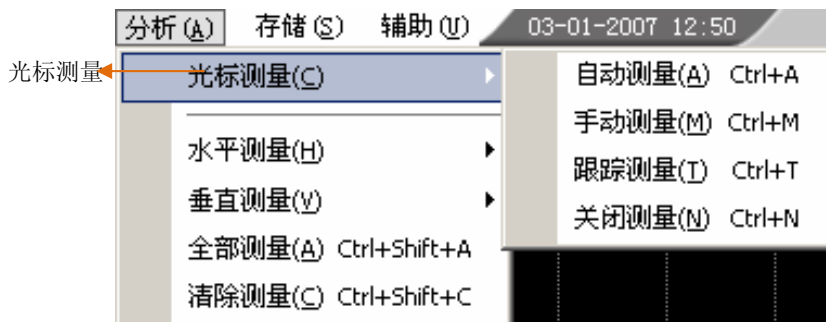 分析(A) 存储(S) 辅助(U) 03-01-2007 12:50
光标测量 光标测量(C) 自动测量(A) Ctrl+A
手动测量(M) Ctrl+M
水平测量(H)
跟踪测量(T) Ctrl+T
垂直测量(V)
关闭测量(N) Ctrl+N
全部测量(A) Ctrl+Shift+A
清除测量(C) Ctrl+Shift+C